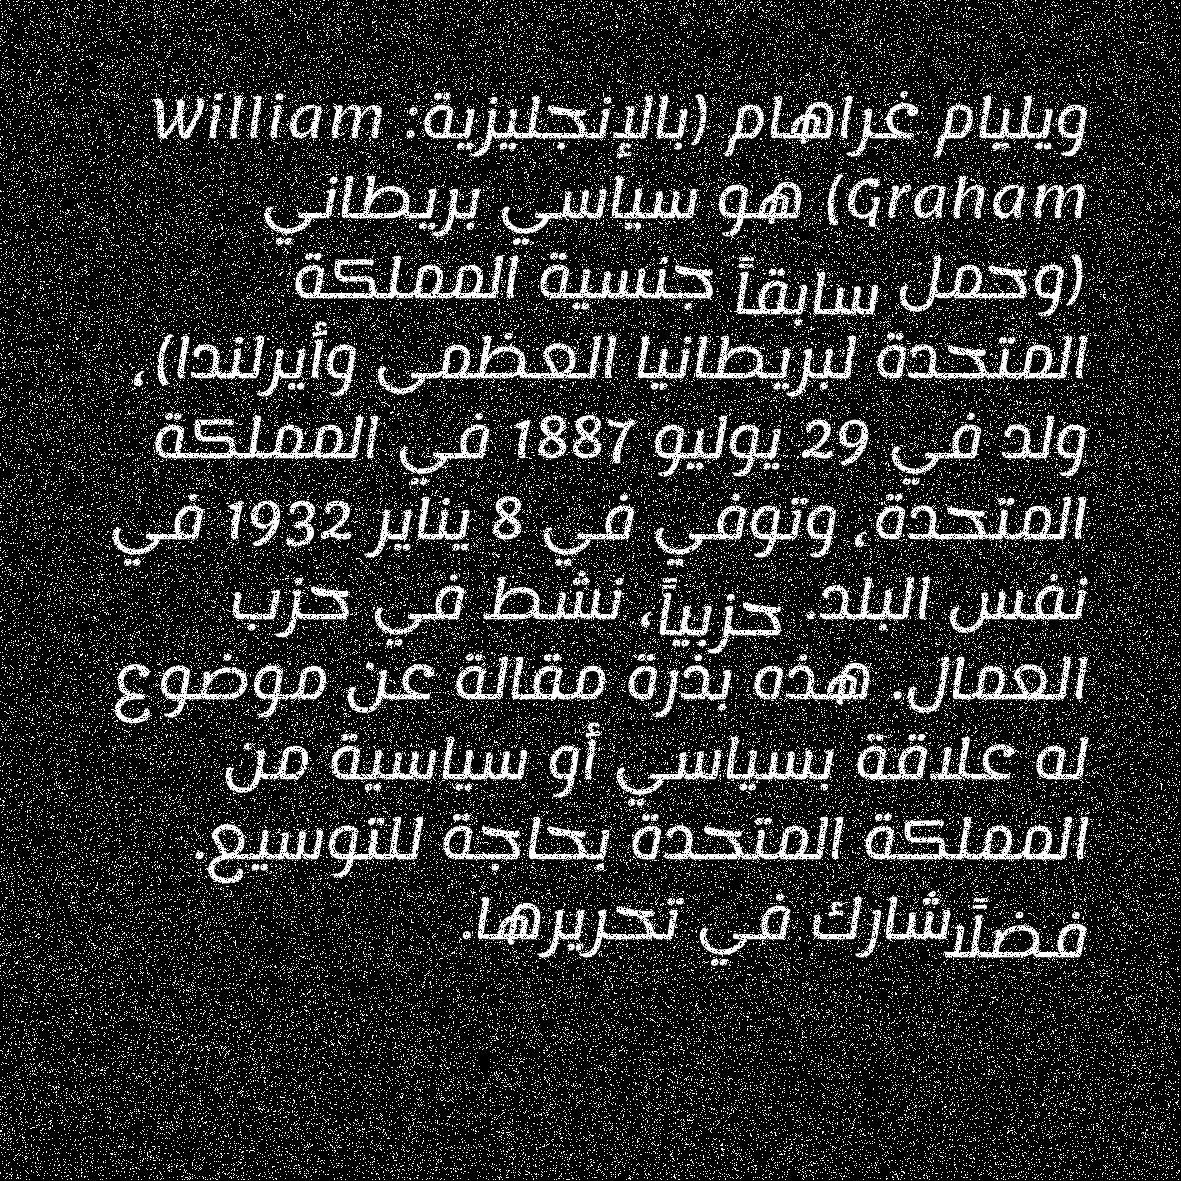 ويليام غراهام (بالإنجليزية: William
Graham) هو سياسي بريطاني
(وحمل سابقاً جنسية المملكة
المتحدة لبريطانيا العظمى وأيرلندا)،
ولد في 29 يوليو 1887 في المملكة
المتحدة، وتوفي في 8 يناير 1932 في
نفس البلد. حزبياً، نشط في حزب
العمال. هذه بذرة مقالة عن موضوع
له علاقة بسياسي أو سياسية من
المملكة المتحدة بحاجة للتوسيع.
فضلًا شارك في تحريرها.